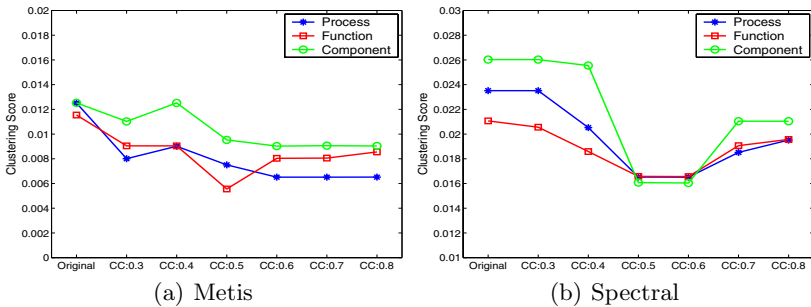 0.02
0.018
0.016
0.014
0.012
0.01
0.008
0.006
0.004
0.002
0
Clustering Score
Process
Function
Component
Original CC:0.3 CC:0.4 CC:0.5 CC:0.6 CC:0.7 CC:0.8
(a) Metis
0.03
0.028
0.026
0.024
0.022
0.02
0.018
0.016
0.014
0.012
0.01
Clustering Score
Process
Function
Component
Original CC:0.3 CC:0.4 CC:0.5 CC:0.6 CC:0.7 CC:0.8
(b) Spectral